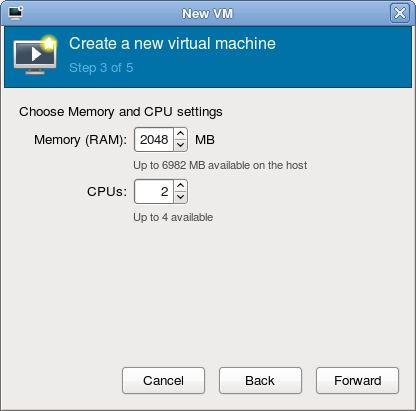 New VM
Create a new virtual machine
Step 3 of 5
Choose Memory and CPU settings
Memory (RAM): 2048 MB
Up to 6982 MB available on the host
CPUs: 2
Up to 4 available
Cancel Back Forward